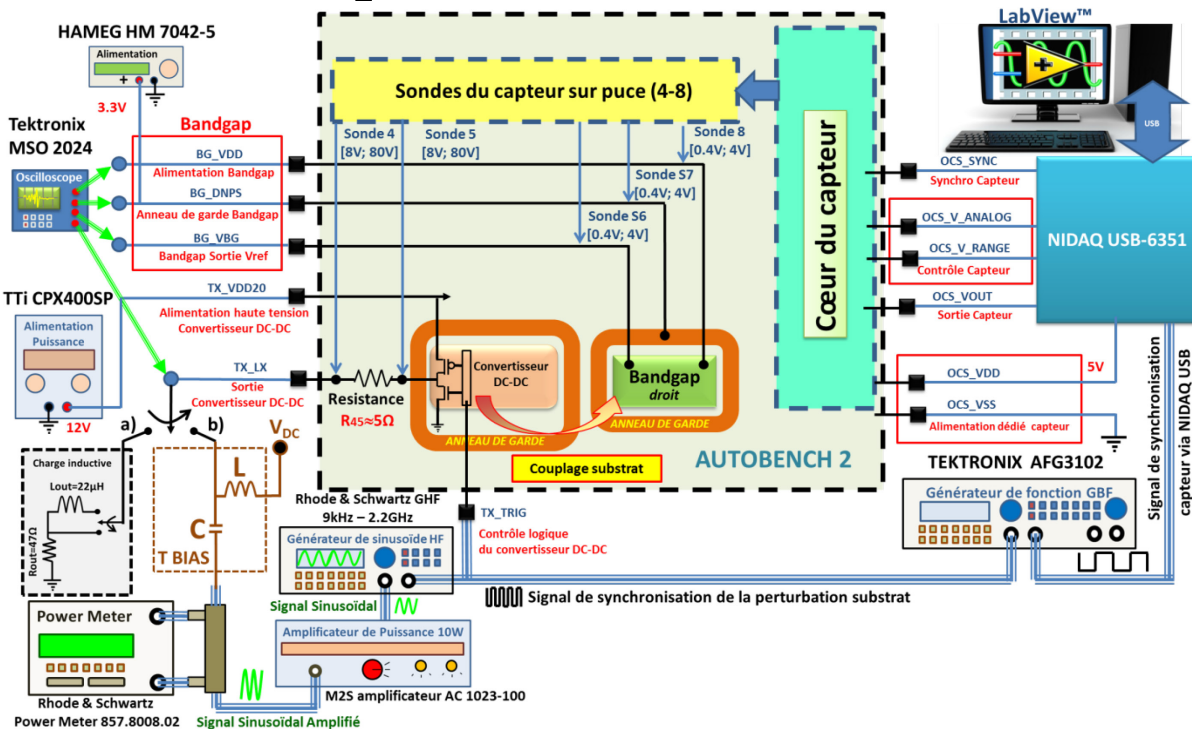 HAMEG HM 7042-5
Alimentation
+
3.3V
Tektronix
MSO 2024
Oscilloscope
Bandgap
BG_VDD
Alimentation Bandgap
BG_DNPS
Anneau de garde Bandgap
BG_VBG
Bandgap Sortie Vref
TX_VDD20
Alimentation haute tension
Convertisseur DC-DC
TTi CPX400SP
Alimentation
Puissance
12V
TX_LX
Sortie
Convertisseur DC-DC
a)
b)
VDC
Charge inductive
Lout=22µH
Rout=47Ω
L
C
T BIAS
Power Meter
Rhode & Schwartz
Power Meter 857.8008.02
Signal Sinusoïdal Amplifié
Sondes du capteur sur puce (4-8)
Sonde 4
[8V; 80V]
Sonde 5
[8V; 80V]
Sonde 8
[0.4V; 4V]
Sonde S7
[0.4V; 4V]
Sonde S6
[0.4V; 4V]
Resistance
R45≈5Ω
Convertisseur
DC-DC
ANNEAU DE GARDE
Bandgap
droit
ANNEAU DE GARDE
Couplage substrat
AUTOBENCH 2
Cœur du capteur
Rhode & Schwartz GHF
9kHz – 2.2GHz
Générateur de sinusoïde HF
Signal Sinusoïdal
Amplificateur de Puissance 10W
M2S amplificateur AC 1023-100
TX_TRIG
Contrôle logique
du convertisseur DC-DC
Signal de synchronisation de la perturbation substrat
LabView™
USB
OCS_SYNC
Synchro Capteur
OCS_V_ANALOG
OCS_V_RANGE
Contrôle Capteur
OCS_VOUT
Sortie Capteur
NIDAQ USB-6351
OCS_VDD
5V
OCS_VSS
Alimentation dédié capteur
TEKTRONIX AFG3102
Générateur de fonction GBF
Signal de synchronisation
capteur via NIDAQ USB